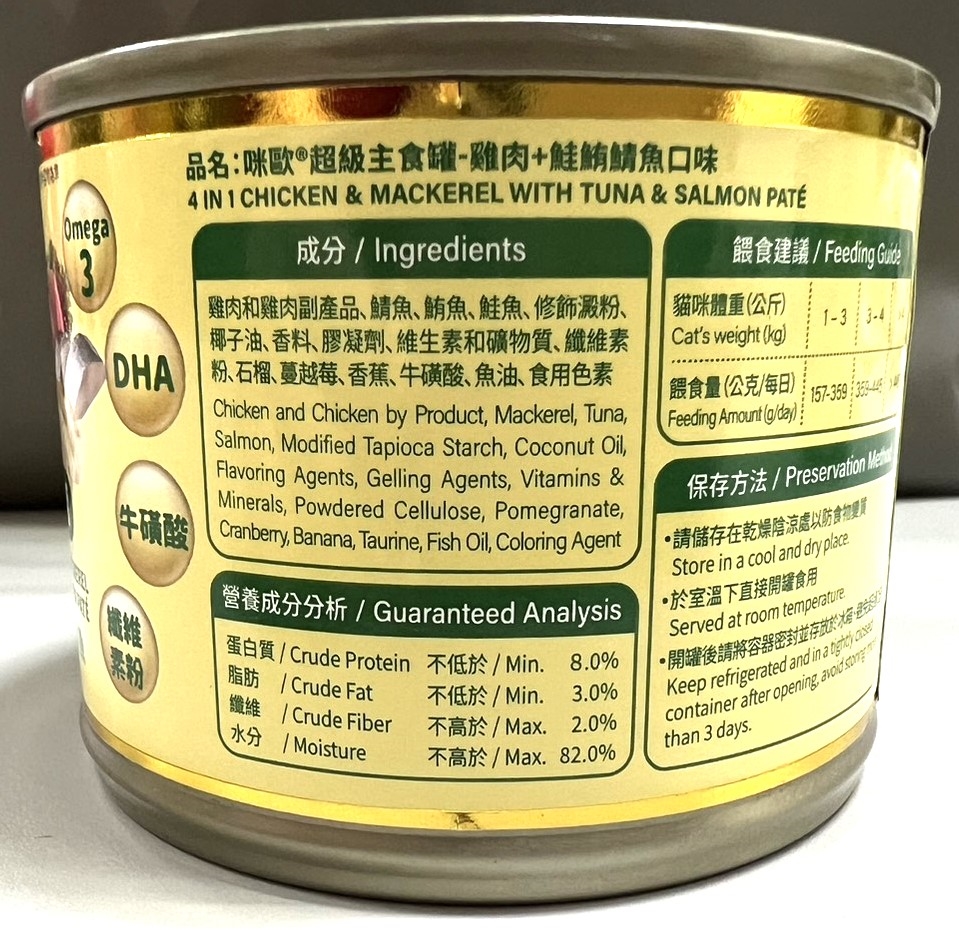 Omega
3
DHA
牛磺酸
纖維
素粉
品名:咪歐®超級主食罐-雞肉+鮭鮪鯖魚口味
4 IN 1 CHICKEN & MACKEREL WITH TUNA & SALMON PATÉ
成分 / Ingredients
雞肉和雞肉副產品、鯖魚、鮪魚、鮭魚、修飾澱粉、
椰子油、香料、膠凝劑、維生素和礦物質、纖維素
粉、石榴、蔓越莓、香蕉、牛磺酸、魚油、食用色素
Chicken and Chicken by Product, Mackerel, Tuna,
Salmon, Modified Tapioca Starch, Coconut Oil,
Flavoring Agents, Gelling Agents, Vitamins &
Minerals, Powdered Cellulose, Pomegranate,
Cranberry, Banana, Taurine, Fish Oil, Coloring Agent
營養成分分析 / Guaranteed Analysis
蛋白質 / Crude Protein 不低於 / Min. 8.0%
脂肪 / Crude Fat 不低於 / Min. 3.0%
纖維 / Crude Fiber 不高於 / Max. 2.0%
水分 / Moisture 不高於 / Max. 82.0%
餵食建議 / Feeding Guide
貓咪體重(公斤) 1-3 3-4
Cat's weight (kg)
餵食量(公克/每日) 157-359
Feeding Amount (g/day)
保存方法 / Preservation Method
•請儲存在乾燥陰涼處以防食物變質
Store in a cool and dry place.
•於室溫下直接開罐食用
Served at room temperature.
•開罐後請將容器密封並存放於冰箱
Keep refrigerated and in a tightly closed
container after opening, avoid storing more
than 3 days.